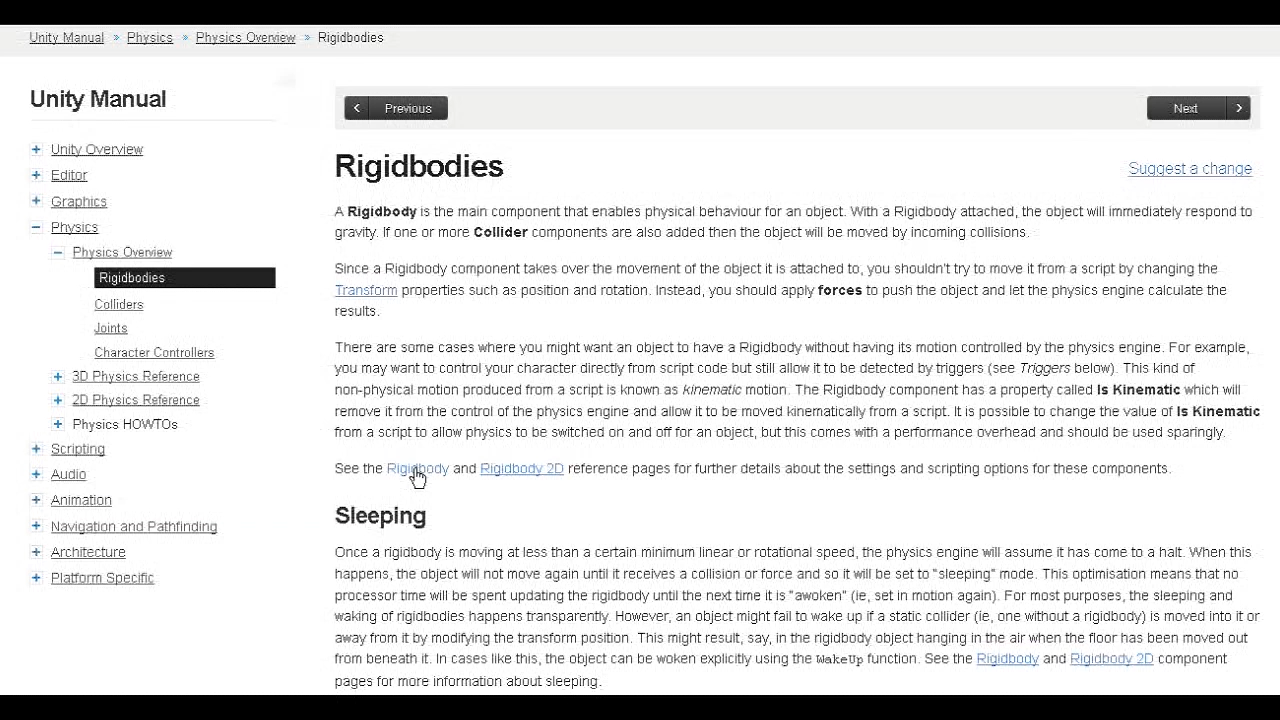 Unity Manual » Physics » Physics Overview » Rigidbodies
Unity Manual
+ Unity Overview
+ Editor
+ Graphics
− Physics
− Physics Overview
Rigidbodies
Colliders
Joints
Character Controllers
+ 3D Physics Reference
+ 2D Physics Reference
+ Physics HOWTOs
+ Scripting
+ Audio
+ Animation
+ Navigation and Pathfinding
+ Architecture
+ Platform Specific
< Previous
Next >
Rigidbodies
Suggest a change
A Rigidbody is the main component that enables physical behaviour for an object. With a Rigidbody attached, the object will immediately respond to
gravity. If one or more Collider components are also added then the object will be moved by incoming collisions.
Since a Rigidbody component takes over the movement of the object it is attached to, you shouldn't try to move it from a script by changing the
Transform properties such as position and rotation. Instead, you should apply forces to push the object and let the physics engine calculate the
results.
There are some cases where you might want an object to have a Rigidbody without having its motion controlled by the physics engine. For example,
you may want to control your character directly from script code but still allow it to be detected by triggers (see Triggers below). This kind of
non-physical motion produced from a script is known as kinematic motion. The Rigidbody component has a property called Is Kinematic which will
remove it from the control of the physics engine and allow it to be moved kinematically from a script. It is possible to change the value of Is Kinematic
from a script to allow physics to be switched on and off for an object, but this comes with a performance overhead and should be used sparingly.
See the Rigidbody and Rigidbody 2D reference pages for further details about the settings and scripting options for these components.
Sleeping
Once a rigidbody is moving at less than a certain minimum linear or rotational speed, the physics engine will assume it has come to a halt. When this
happens, the object will not move again until it receives a collision or force and so it will be set to "sleeping" mode. This optimisation means that no
processor time will be spent updating the rigidbody until the next time it is "awoken" (ie, set in motion again). For most purposes, the sleeping and
waking of rigidbodies happens transparently. However, an object might fail to wake up if a static collider (ie, one without a rigidbody) is moved into it or
away from it by modifying the transform position. This might result, say, in the rigidbody object hanging in the air when the floor has been moved out
from beneath it. In cases like this, the object can be woken explicitly using the WakeUp function. See the Rigidbody and Rigidbody 2D component
pages for more information about sleeping.